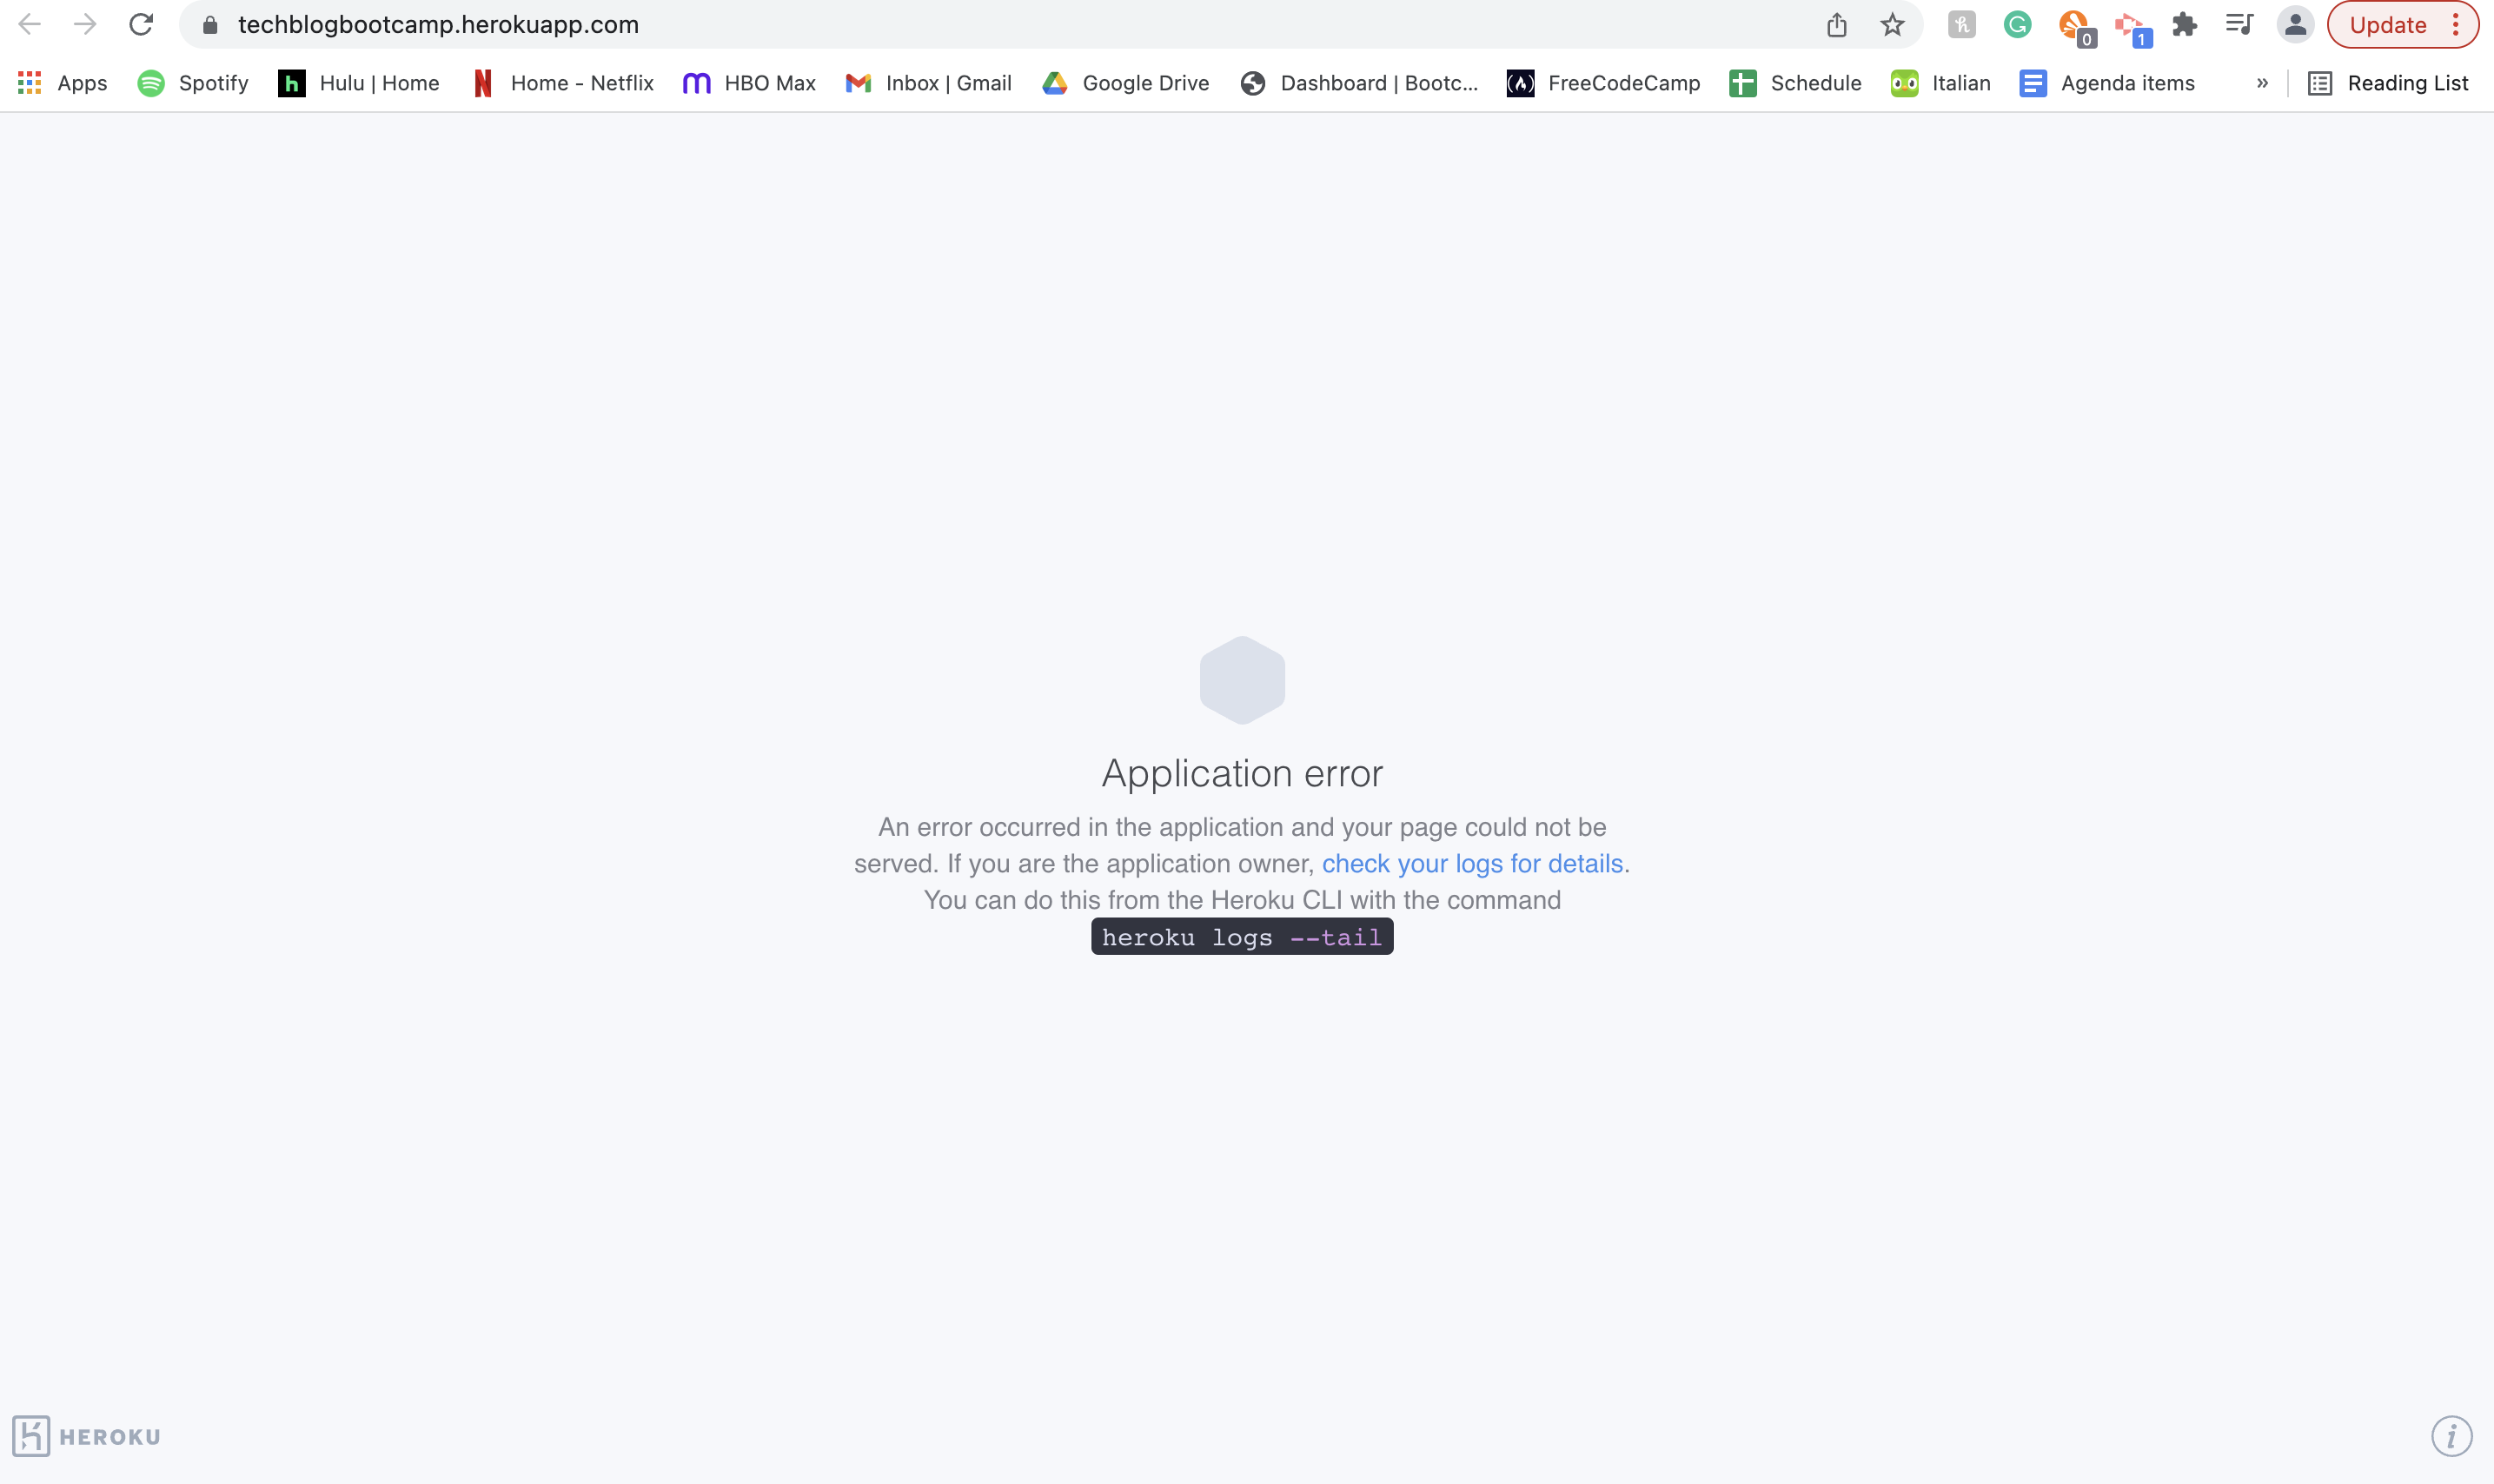 techblogbootcamp.herokuapp.com
0
1
Update
Apps
Spotify
Hulu | Home
Home - Netflix
HBO Max
Inbox | Gmail
Google Drive
Dashboard | Bootc...
FreeCodeCamp
Schedule
Italian
Agenda items
»
Reading List
Application error
An error occurred in the application and your page could not be
served. If you are the application owner, check your logs for details.
You can do this from the Heroku CLI with the command
heroku logs --tail
HEROKU
i